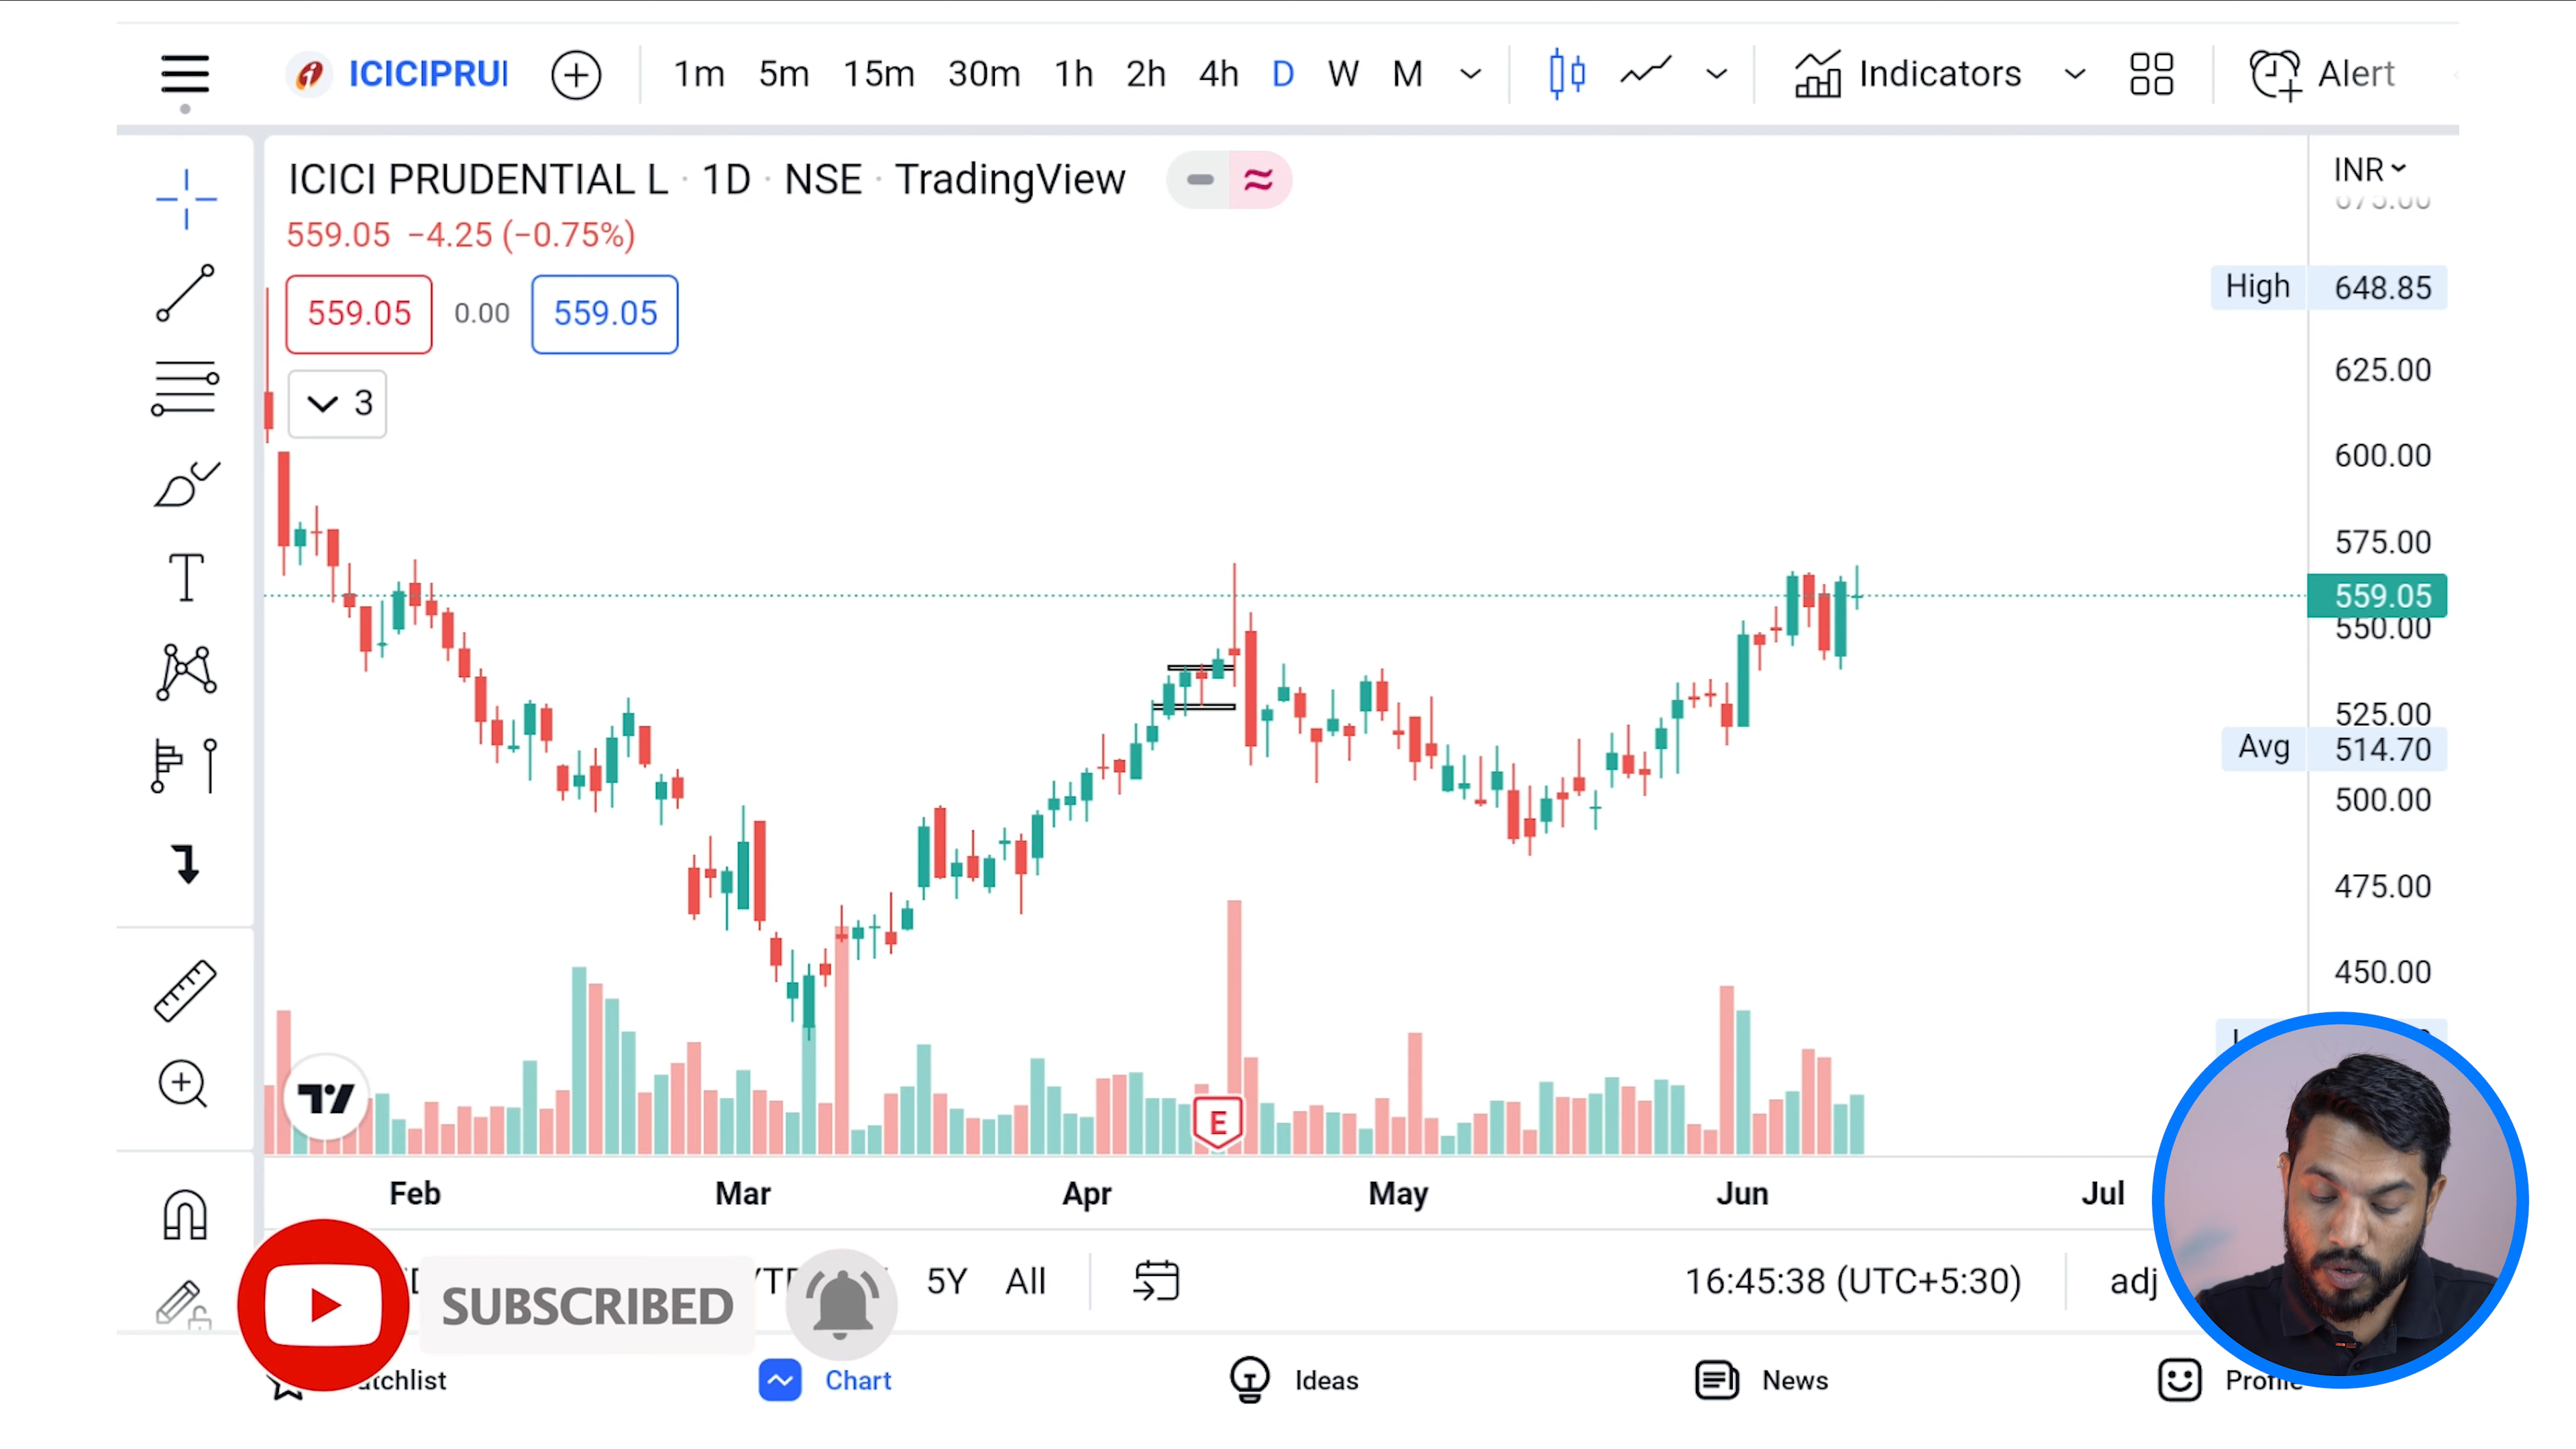 ICICIPRUI
1m 5m 15m 30m 1h 2h 4h D W M Indicators Alert
ICICI PRUDENTIAL L · 1D · NSE · TradingView
559.05 −4.25 (−0.75%)
559.05 0.00 559.05
3
INR
675.00
High 648.85
625.00
600.00
575.00
559.05
550.00
525.00
Avg 514.70
500.00
475.00
450.00
E
Feb Mar Apr May Jun Jul
5Y All 16:45:38 (UTC+5:30) adj
SUBSCRIBED
Chart Ideas News Profile